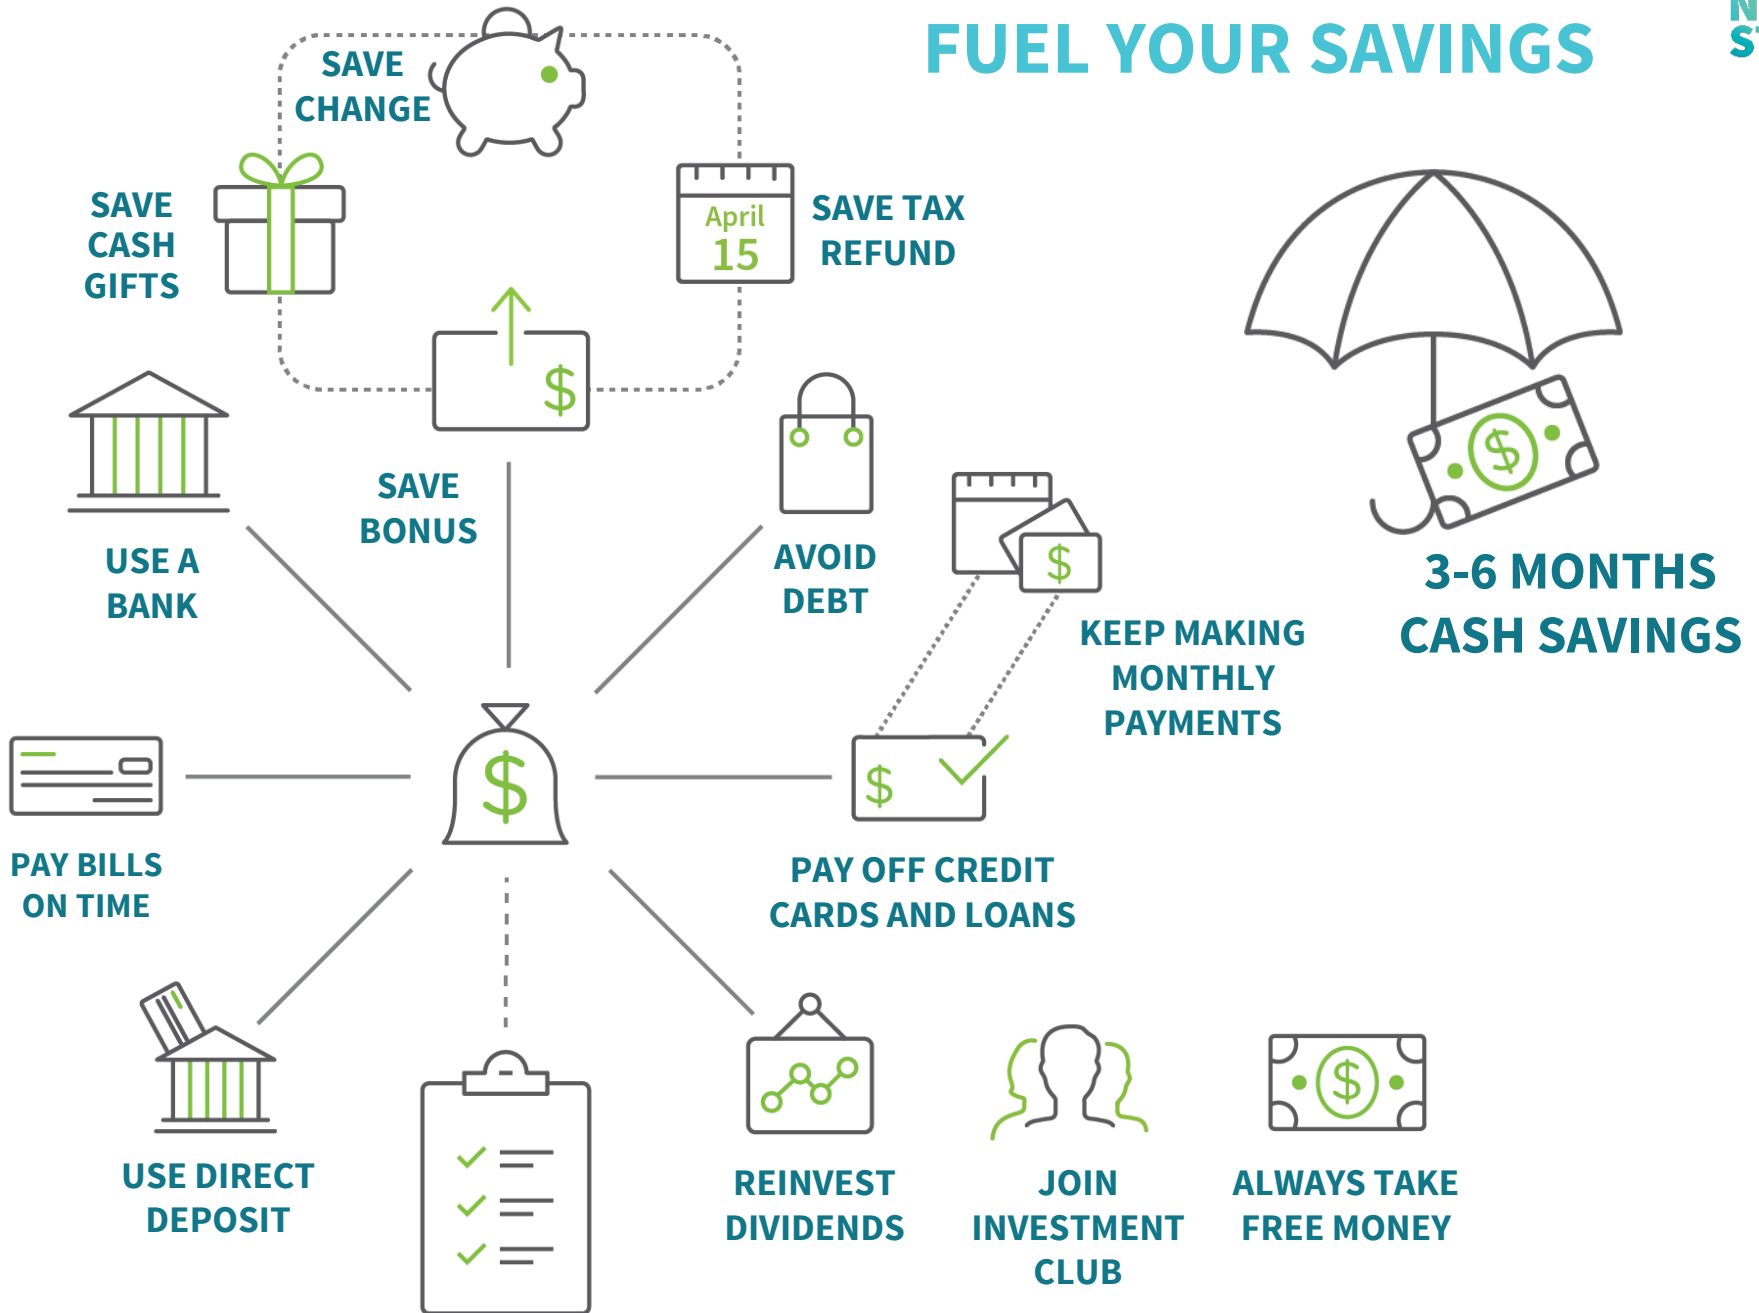 FUEL YOUR SAVINGS
N
S
SAVE
CHANGE
SAVE
CASH
GIFTS
April
15
SAVE TAX
REFUND
$
SAVE
BONUS
USE A
BANK
AVOID
DEBT
$
$
KEEP MAKING
MONTHLY
PAYMENTS
3-6 MONTHS
CASH SAVINGS
$
$
PAY BILLS
ON TIME
PAY OFF CREDIT
CARDS AND LOANS
USE DIRECT
DEPOSIT
REINVEST
DIVIDENDS
JOIN
INVESTMENT
CLUB
$
ALWAYS TAKE
FREE MONEY